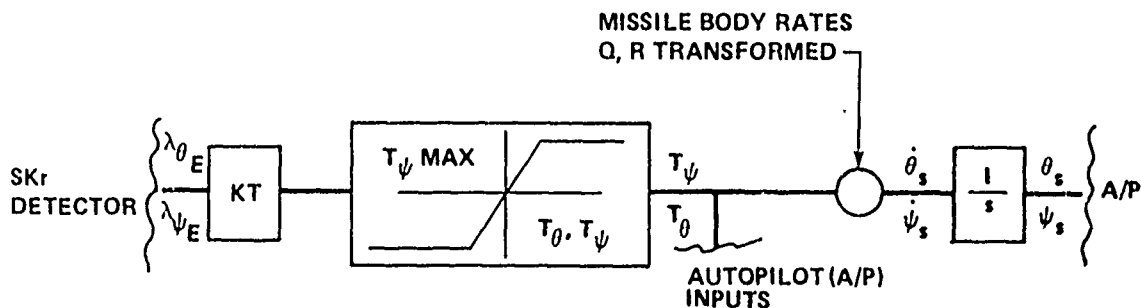 MISSILE BODY RATES
Q, R TRANSFORMED
SKr
DETECTOR
λθE
λψE
KT
Tψ MAX
Tθ, Tψ
Tψ
Tθ
AUTOPILOT (A/P)
INPUTS
θ̇s
ψ̇s
I
s
θs
ψs
A/P